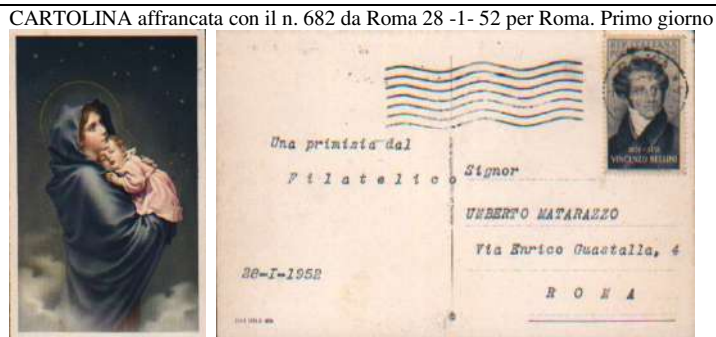 CARTOLINA affrancata con il n. 682 da Roma 28 -1- 52 per Roma. Primo giorno
Una primizia dal
Filatelico
28-I-1952
Signor
UMBERTO MATARAZZO
Via Enrico Guastalla, 4
ROMA
VINCENZO BELLINI